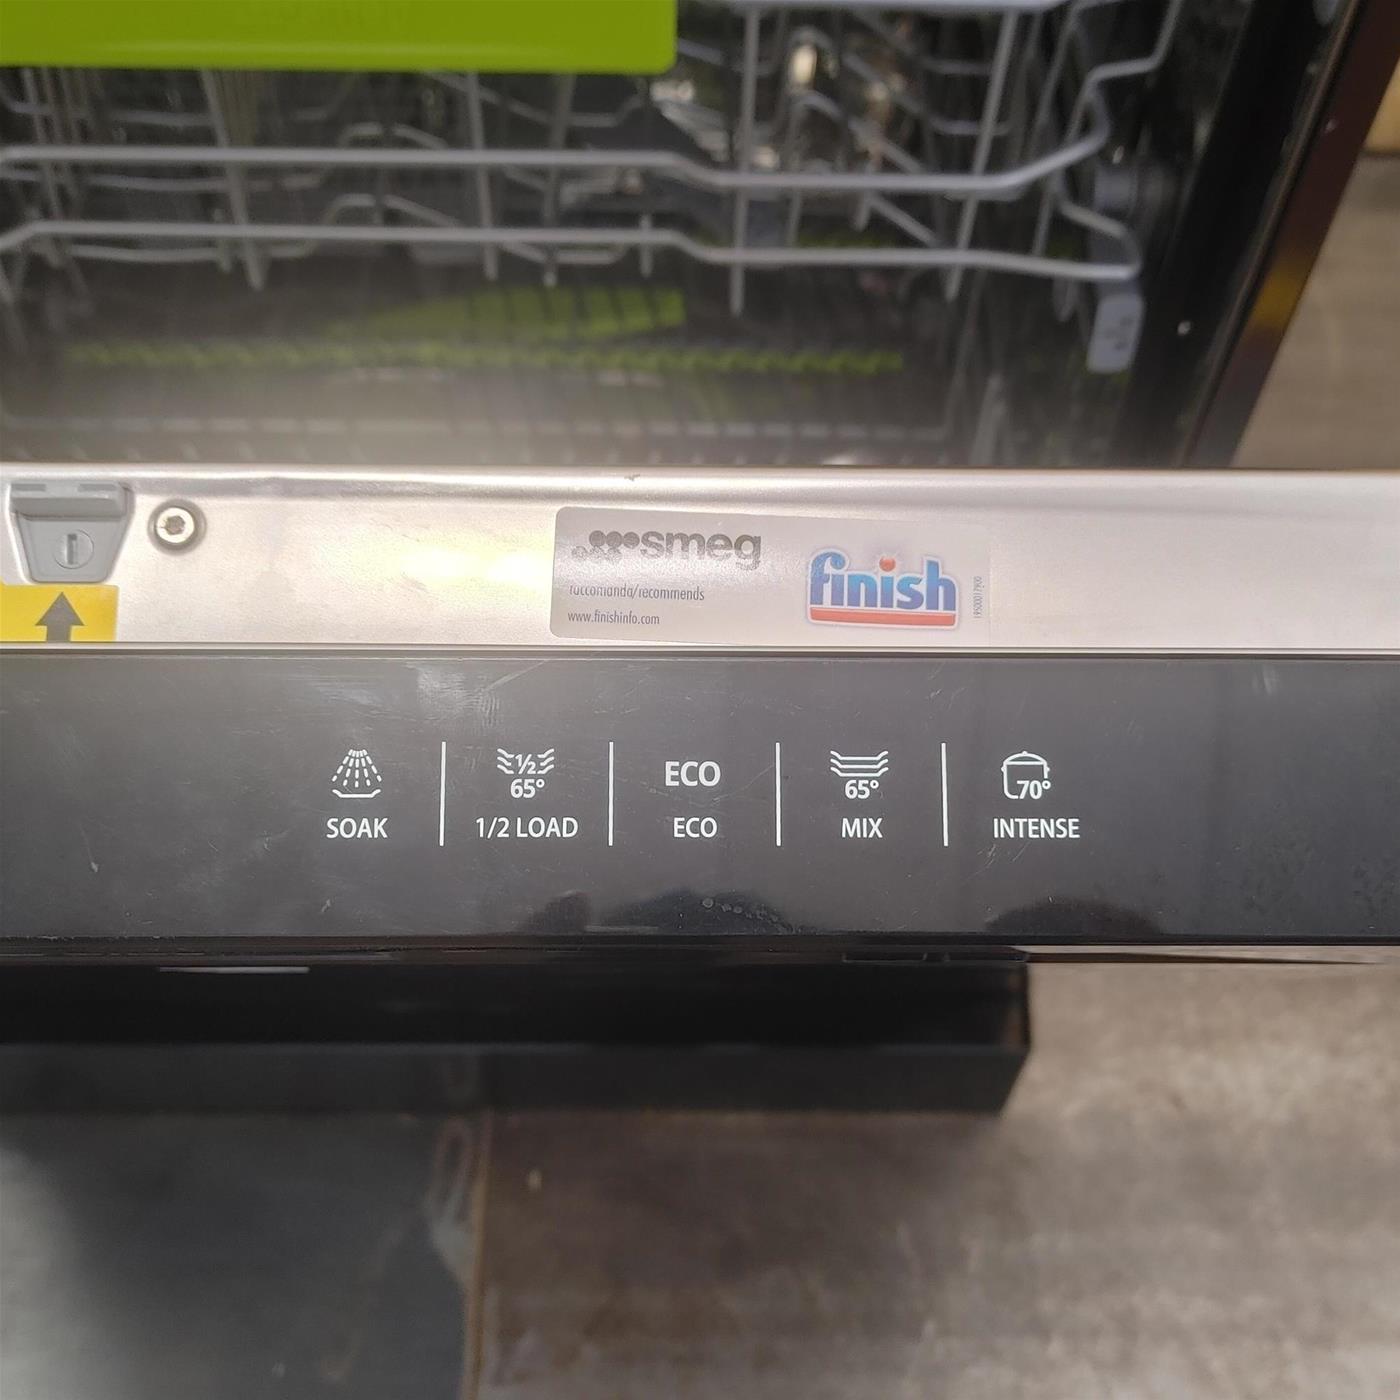 smeg
raccomanda/recommends
www.finishinfo.com
finish
½
65°
ECO
65°
70°
SOAK
1/2 LOAD
ECO
MIX
INTENSE